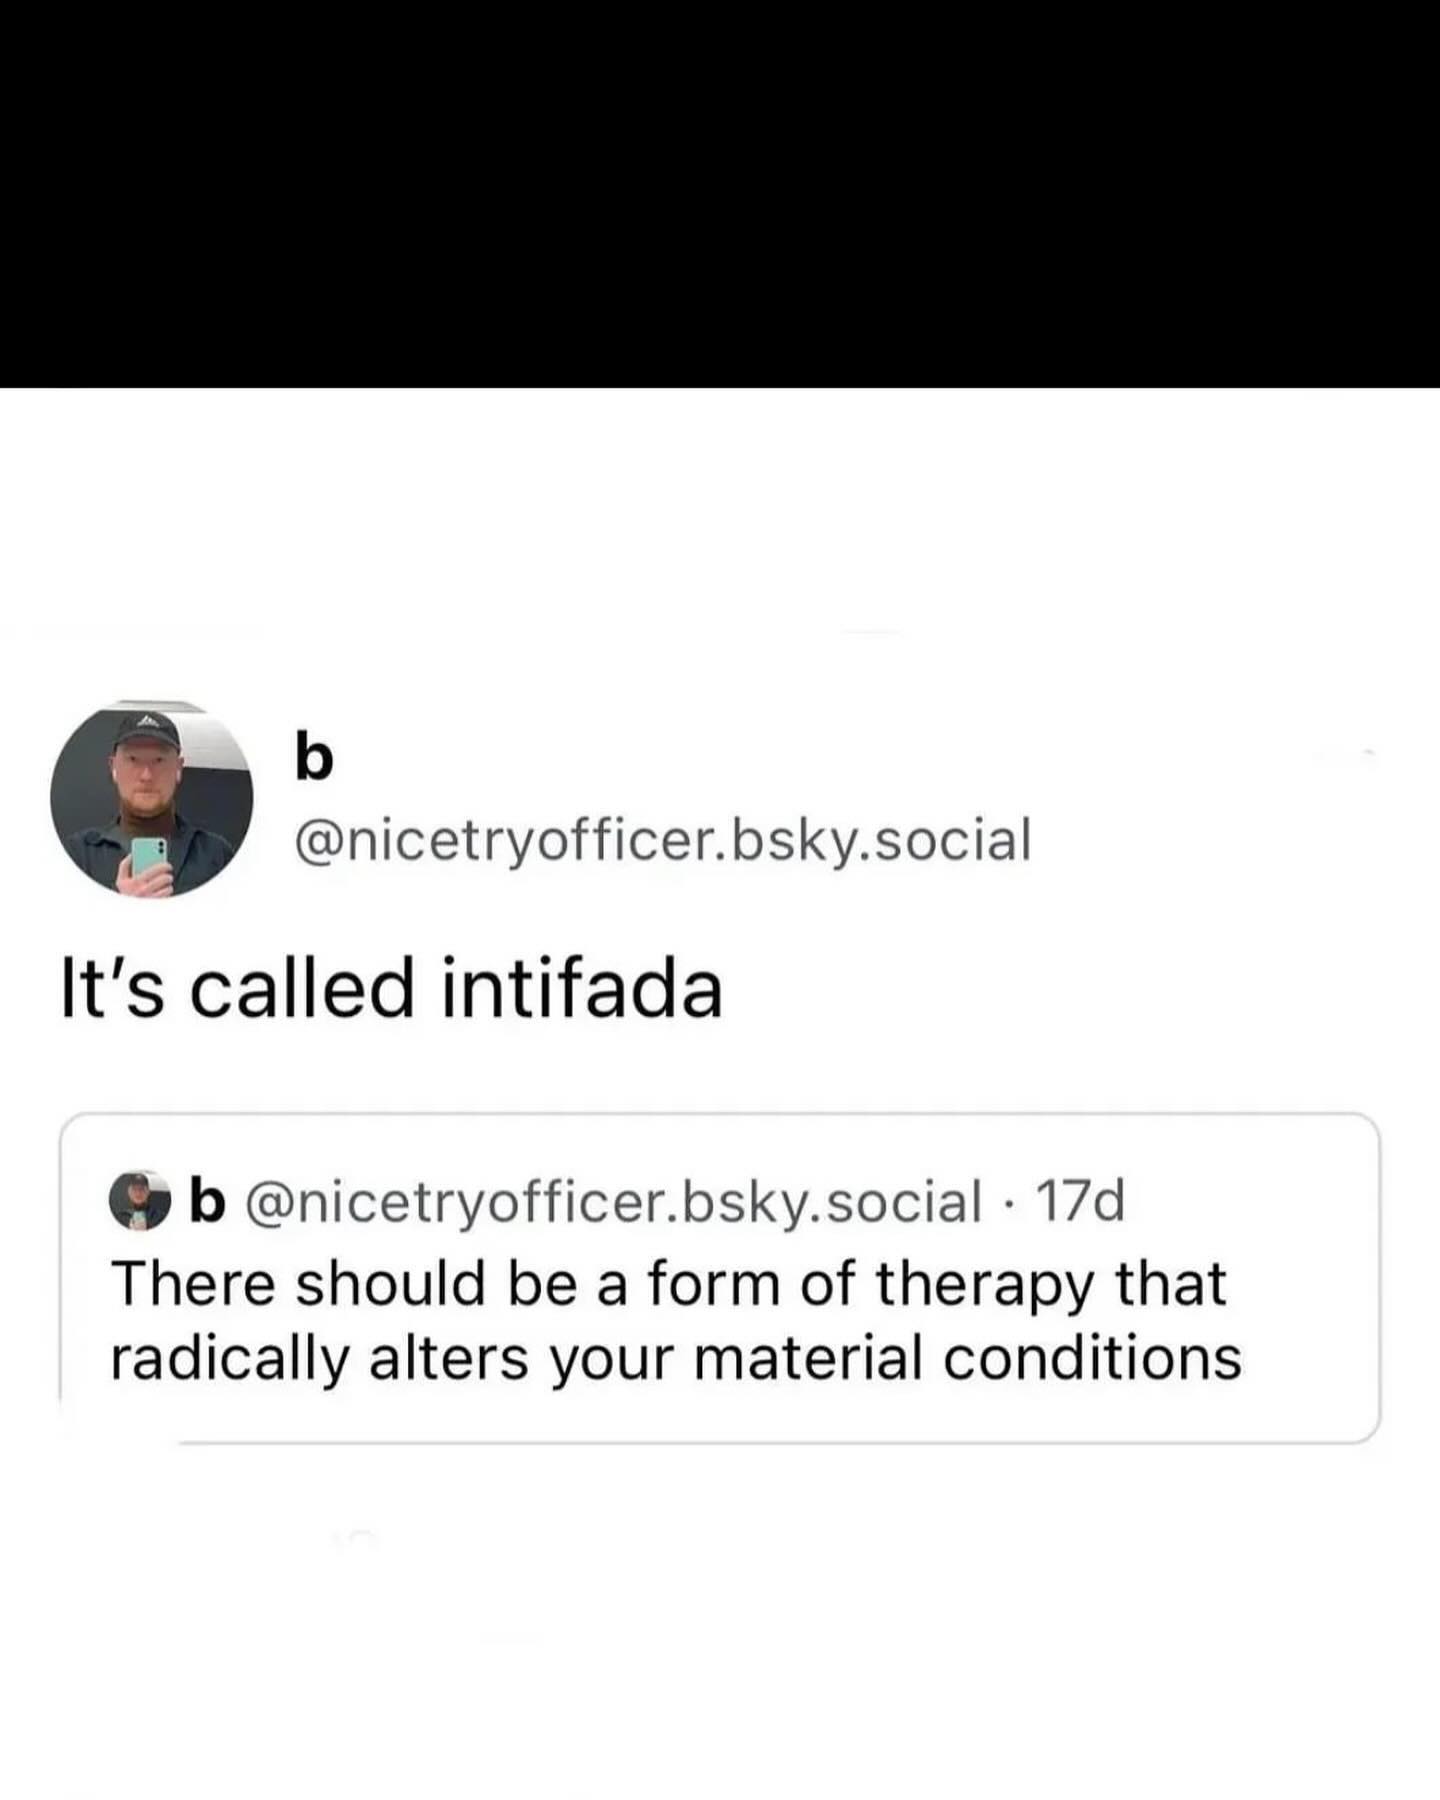 b
@nicetryofficer.bsky.social
It’s called intifada
b @nicetryofficer.bsky.social · 17d
There should be a form of therapy that
radically alters your material conditions